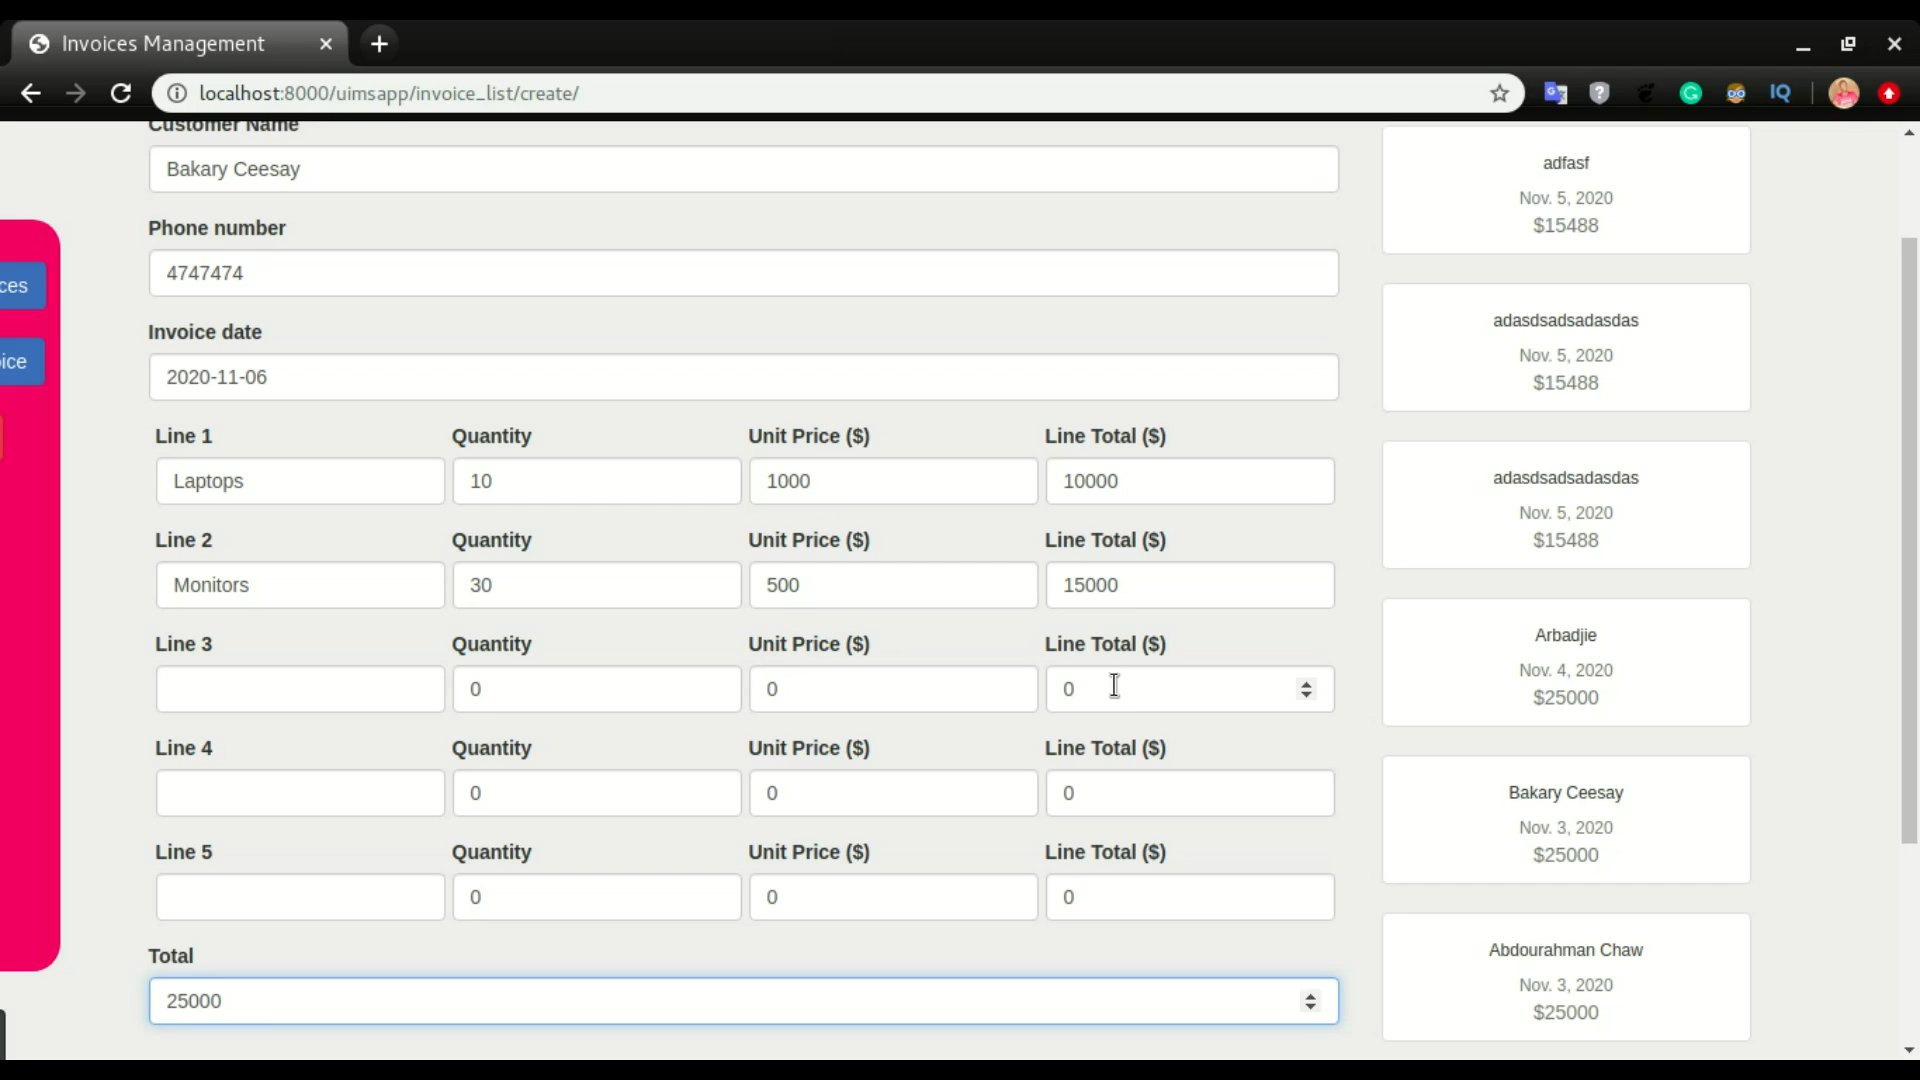 Invoices Management
localhost:8000/uimsapp/invoice_list/create/
IQ
Customer Name
Bakary Ceesay
Phone number
4747474
Invoice date
2020-11-06
Line 1 Quantity Unit Price ($) Line Total ($)
Laptops 10 1000 10000
Line 2 Quantity Unit Price ($) Line Total ($)
Monitors 30 500 15000
Line 3 Quantity Unit Price ($) Line Total ($)
0 0 0
Line 4 Quantity Unit Price ($) Line Total ($)
0 0 0
Line 5 Quantity Unit Price ($) Line Total ($)
0 0 0
Total
25000
ces
oice
adfasf
Nov. 5, 2020
$15488
adasdsadsadasdas
Nov. 5, 2020
$15488
adasdsadsadasdas
Nov. 5, 2020
$15488
Arbadjie
Nov. 4, 2020
$25000
Bakary Ceesay
Nov. 3, 2020
$25000
Abdourahman Chaw
Nov. 3, 2020
$25000